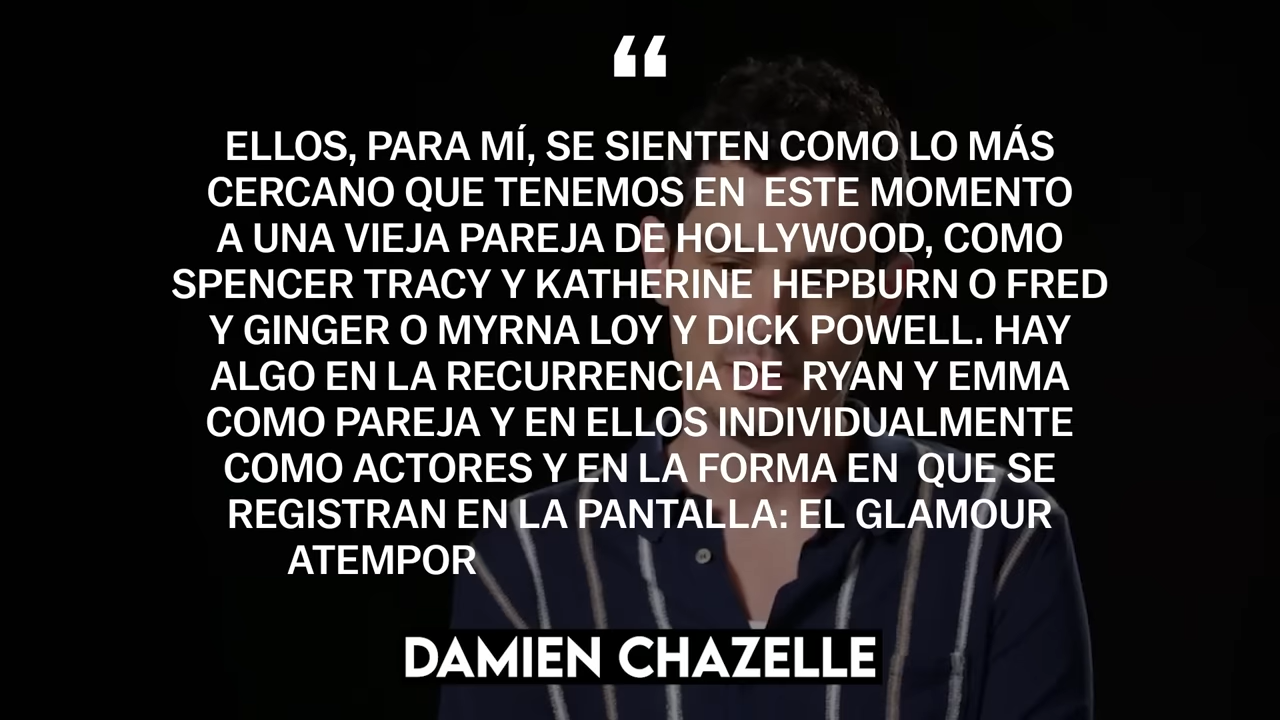 “
ELLOS, PARA MÍ, SE SIENTEN COMO LO MÁS
CERCANO QUE TENEMOS EN ESTE MOMENTO
A UNA VIEJA PAREJA DE HOLLYWOOD, COMO
SPENCER TRACY Y KATHERINE HEPBURN O FRED
Y GINGER O MYRNA LOY Y DICK POWELL. HAY
ALGO EN LA RECURRENCIA DE RYAN Y EMMA
COMO PAREJA Y EN ELLOS INDIVIDUALMENTE
COMO ACTORES Y EN LA FORMA EN QUE SE
REGISTRAN EN LA PANTALLA: EL GLAMOUR
ATEMPOR
DAMIEN CHAZELLE